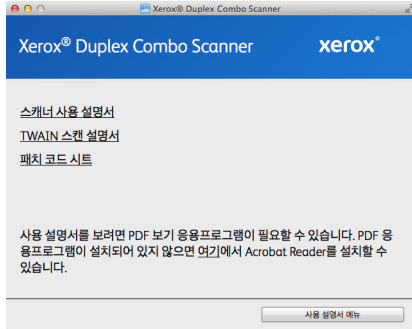 Xerox® Duplex Combo Scanner
Xerox® Duplex Combo Scanner
xerox®
스캐너 사용 설명서
TWAIN 스캔 설명서
패치 코드 시트
사용 설명서를 보려면 PDF 보기 응용프로그램이 필요할 수 있습니다. PDF 응
용프로그램이 설치되어 있지 않으면 여기에서 Acrobat Reader를 설치할 수
있습니다.
사용 설명서 메뉴